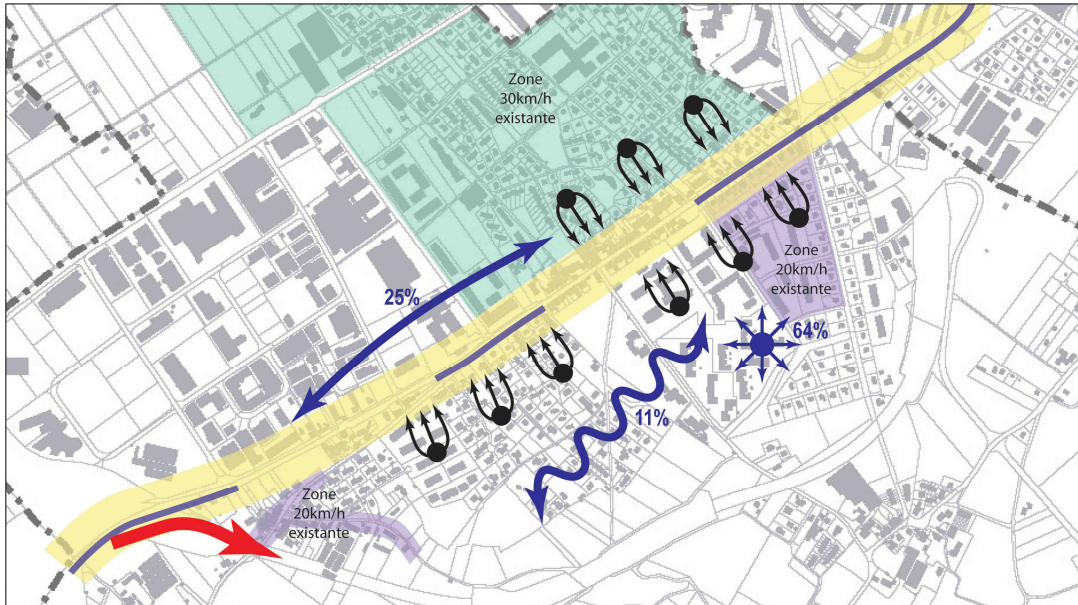 Zone
30km/h
existante
25%
Zone
20km/h
existante
64%
11%
Zone
20km/h
existante